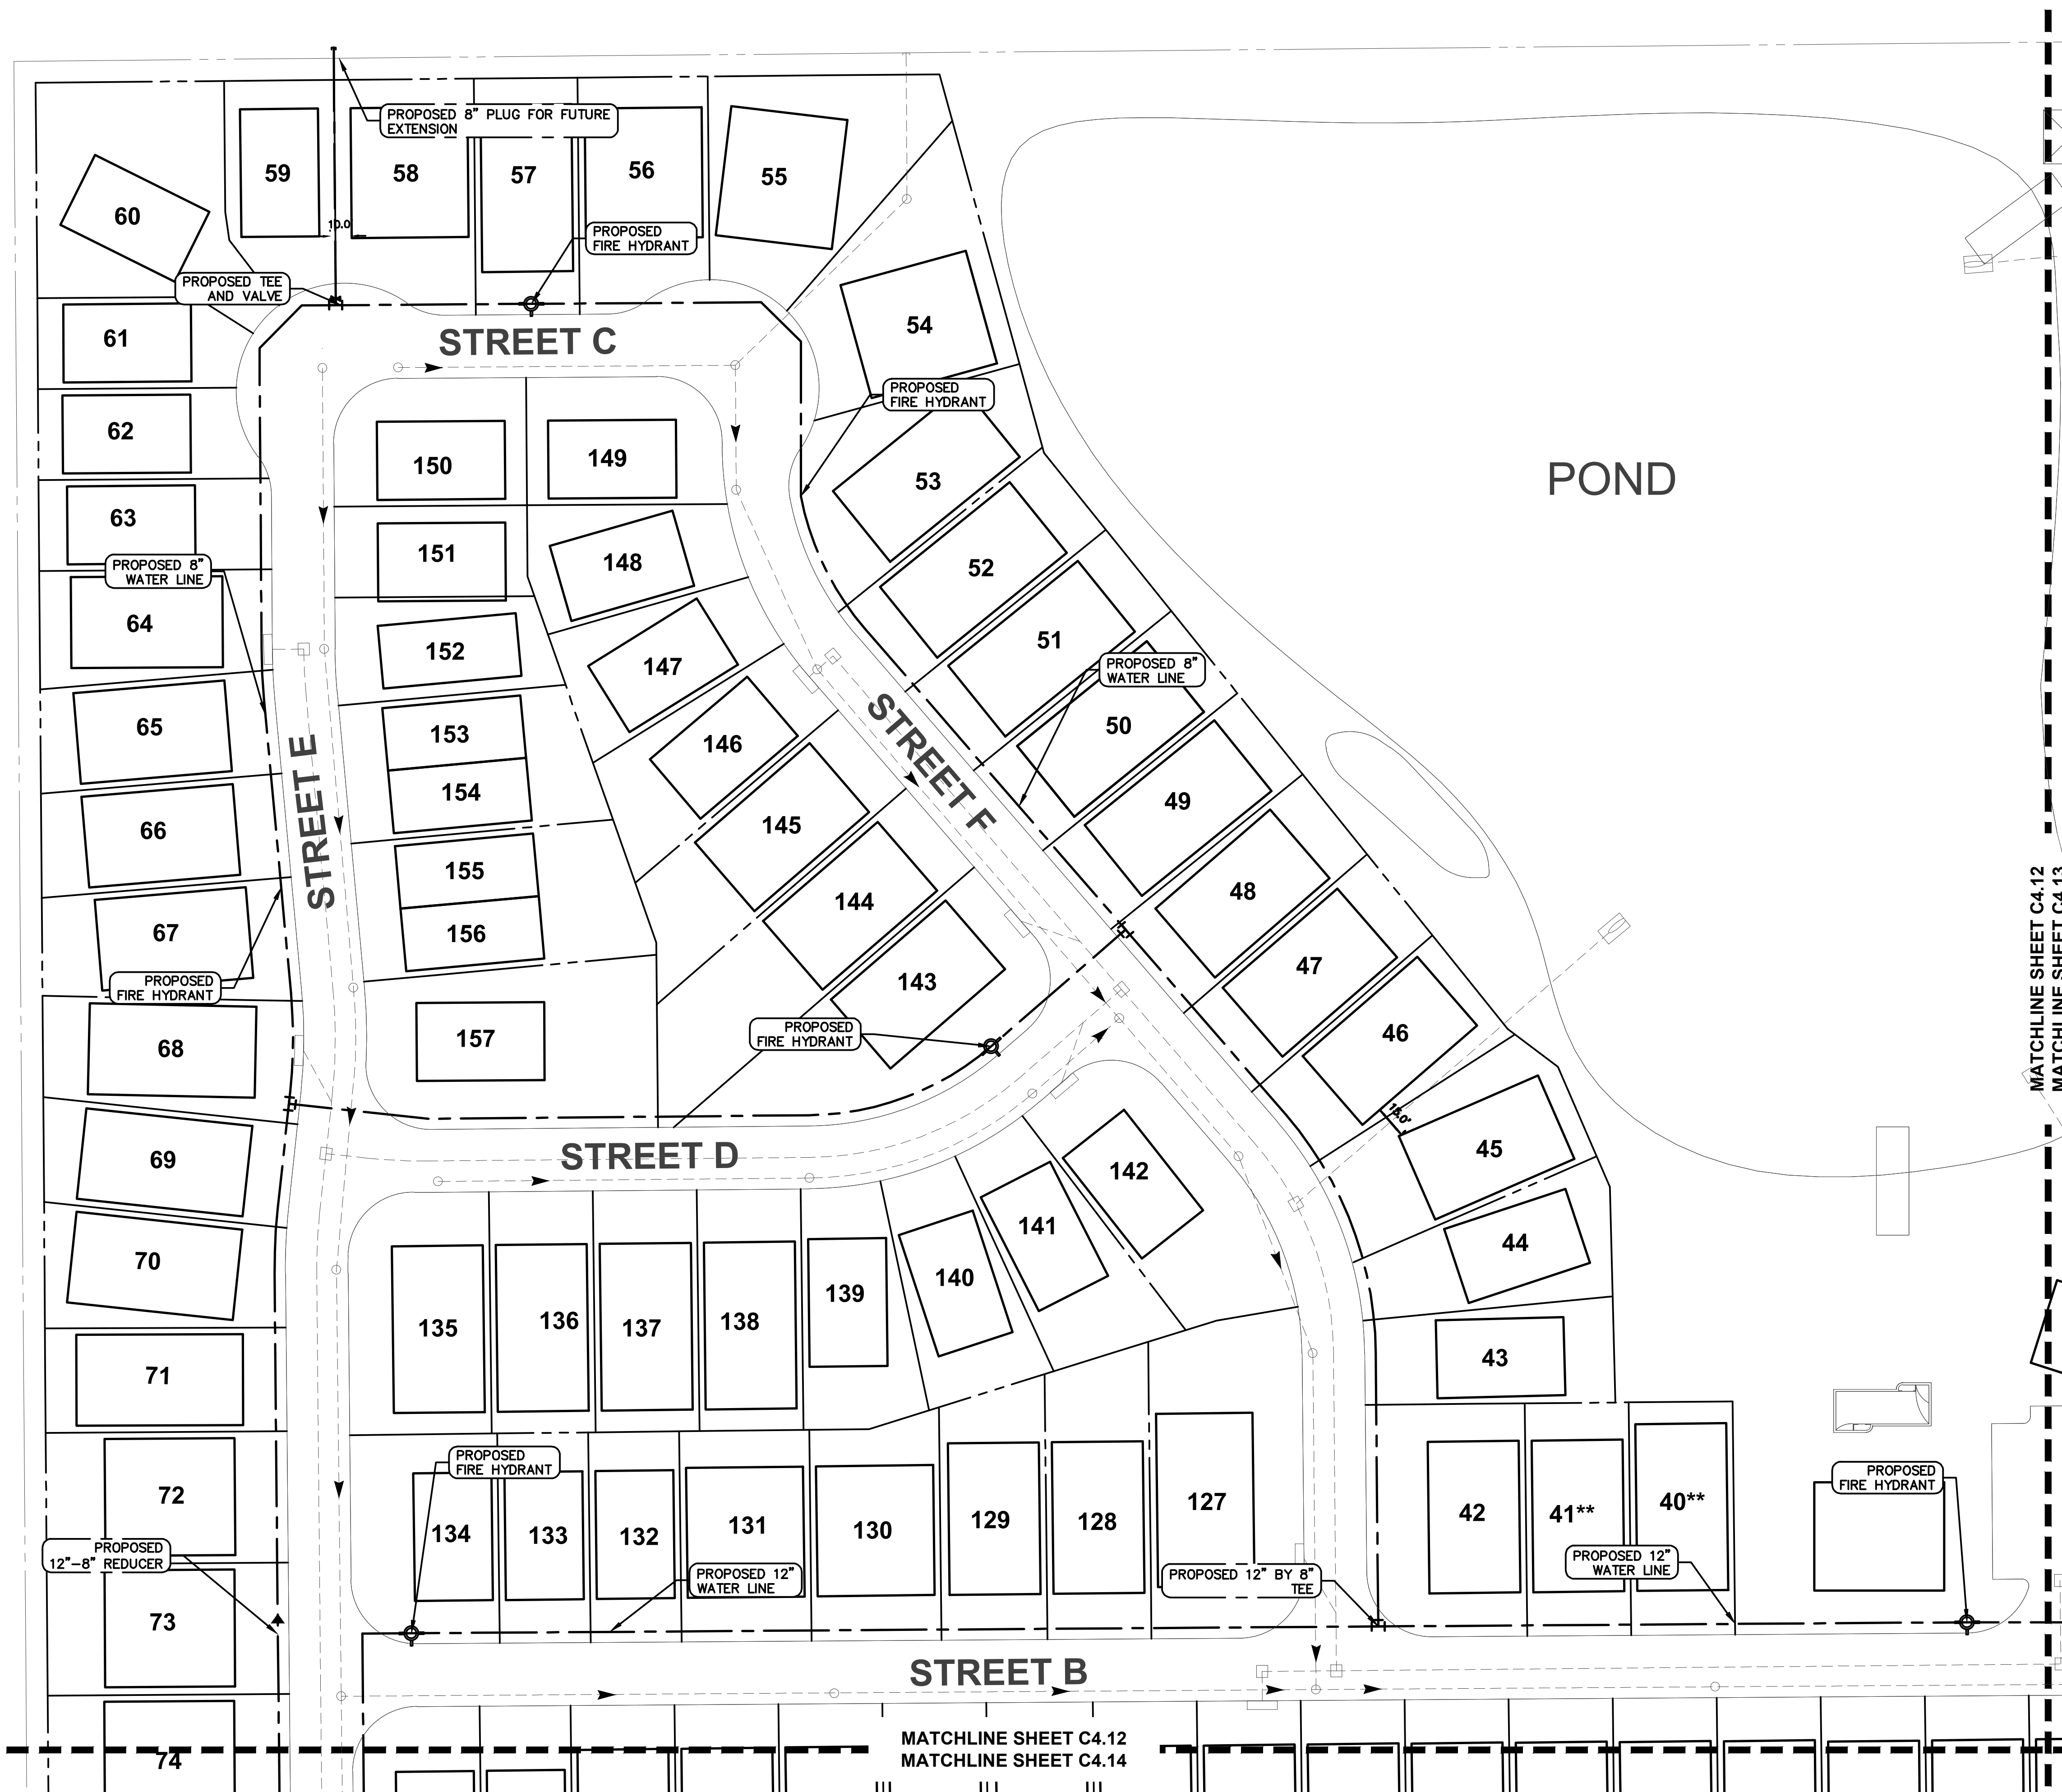 PROPOSED 8" PLUG FOR FUTURE
EXTENSION
59
58
57
56
55
60
10.0
PROPOSED
FIRE HYDRANT
PROPOSED TEE
AND VALVE
61
STREET C
54
PROPOSED
FIRE HYDRANT
62
150
149
53
POND
63
151
148
52
PROPOSED 8"
WATER LINE
64
152
147
51
PROPOSED 8"
WATER LINE
65
153
146
50
STREET F
154
145
49
66
STREET E
155
144
48
67
156
143
47
PROPOSED
FIRE HYDRANT
MATCHLINE SHEET C4.12
MATCHLINE SHEET C4.13
68
157
PROPOSED
FIRE HYDRANT
46
15.0'
69
STREET D
142
45
70
141
44
140
139
135
136
137
138
43
71
PROPOSED
FIRE HYDRANT
72
134
133
132
131
130
129
128
127
42
41**
40**
PROPOSED
FIRE HYDRANT
PROPOSED
12"-8" REDUCER
PROPOSED 12"
WATER LINE
PROPOSED 12" BY 8"
TEE
PROPOSED 12"
WATER LINE
73
STREET B
74
MATCHLINE SHEET C4.12
MATCHLINE SHEET C4.14